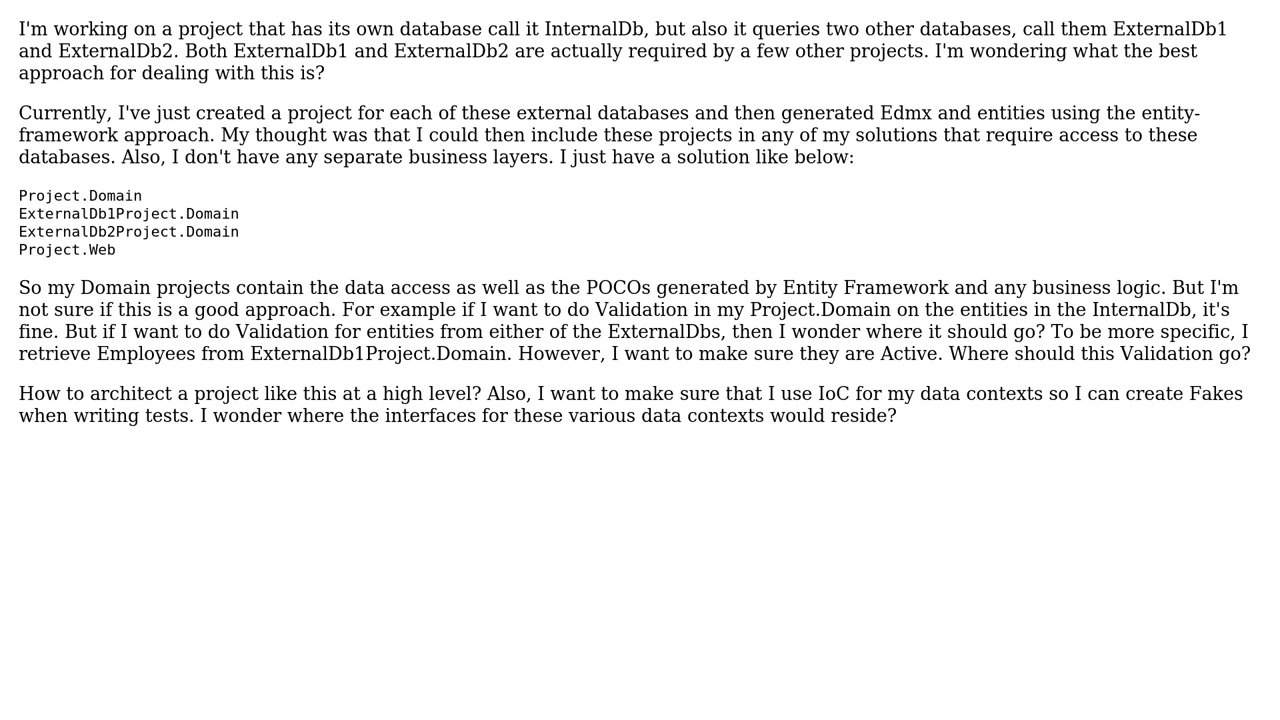 I'm working on a project that has its own database call it InternalDb, but also it queries two other databases, call them ExternalDb1
and ExternalDb2. Both ExternalDb1 and ExternalDb2 are actually required by a few other projects. I'm wondering what the best
approach for dealing with this is?
Currently, I've just created a project for each of these external databases and then generated Edmx and entities using the entity-
framework approach. My thought was that I could then include these projects in any of my solutions that require access to these
databases. Also, I don't have any separate business layers. I just have a solution like below:
Project.Domain
ExternalDb1Project.Domain
ExternalDb2Project.Domain
Project.Web
So my Domain projects contain the data access as well as the POCOs generated by Entity Framework and any business logic. But I'm
not sure if this is a good approach. For example if I want to do Validation in my Project.Domain on the entities in the InternalDb, it's
fine. But if I want to do Validation for entities from either of the ExternalDbs, then I wonder where it should go? To be more specific, I
retrieve Employees from ExternalDb1Project.Domain. However, I want to make sure they are Active. Where should this Validation go?
How to architect a project like this at a high level? Also, I want to make sure that I use IoC for my data contexts so I can create Fakes
when writing tests. I wonder where the interfaces for these various data contexts would reside?